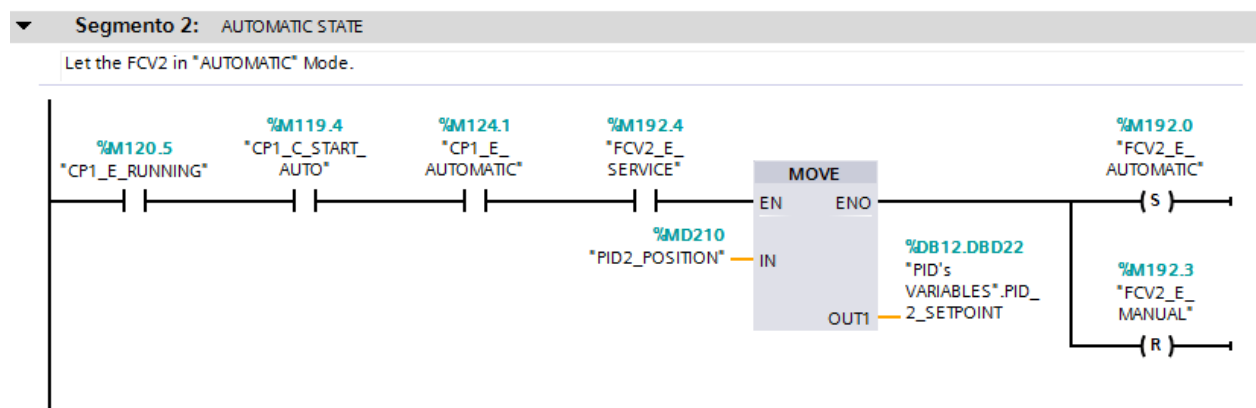 Segmento 2: AUTOMATIC STATE
Let the FCV2 in "AUTOMATIC" Mode.
%M120.5
"CP1_E_RUNNING"
%M119.4
"CP1_C_START_
AUTO"
%M124.1
"CP1_E_
AUTOMATIC"
%M192.4
"FCV2_E_
SERVICE"
MOVE
EN ENO
%MD210
"PID2_POSITION"
IN
OUT1
%DB12.DBD22
"PID's
VARIABLES".PID_
2_SETPOINT
%M192.0
"FCV2_E_
AUTOMATIC"
S
%M192.3
"FCV2_E_
MANUAL"
R